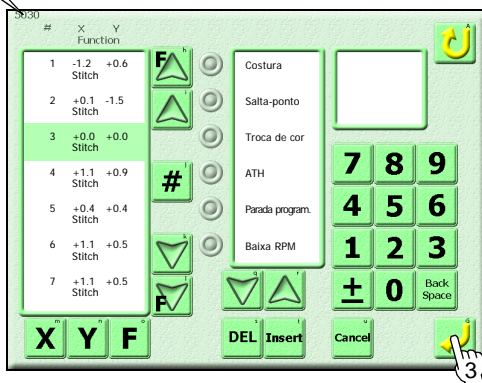 5030
# X Y
Function
1 -1.2 +0.6
Stitch
2 +0.1 -1.5
Stitch
3 +0.0 +0.0
Stitch
4 +1.1 +0.9
Stitch
5 +0.4 +0.4
Stitch
6 +1.1 +0.5
Stitch
7 +1.1 +0.5
Stitch
F h
i
# j
k
F l
Costura
Salta-ponto
Troca de cor
ATH
Parada program.
Baixa RPM
A
7 8 9
4 5 6
1 2 3
± 0 Back Space
q r
X m Y n F o
DEL s Insert t Cancel u G
3